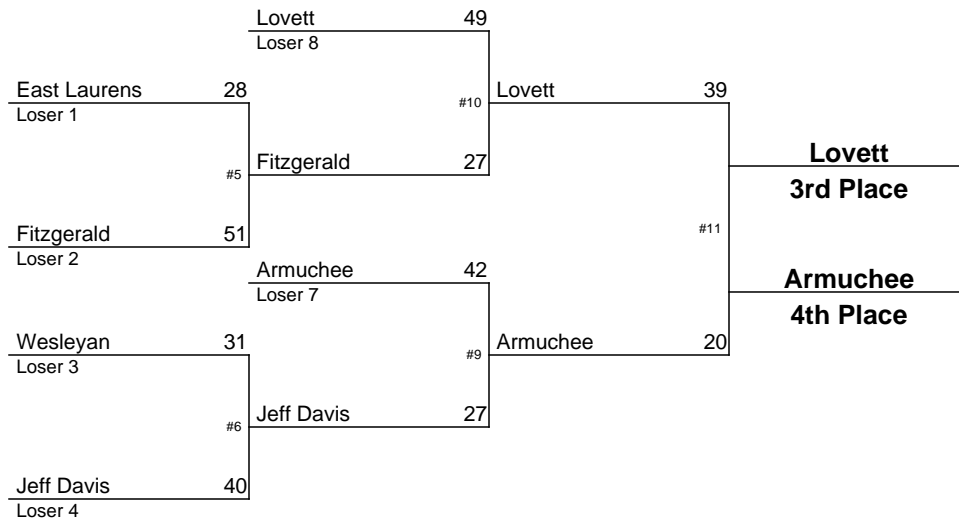 Lovett 49
Loser 8
East Laurens 28
Loser 1
#10
Lovett 39
Fitzgerald 27
#5
Lovett
3rd Place
Fitzgerald 51
Loser 2
#11
Armuchee 42
Loser 7
Armuchee
4th Place
Wesleyan 31
Loser 3
#9
Armuchee 20
Jeff Davis 27
#6
Jeff Davis 40
Loser 4